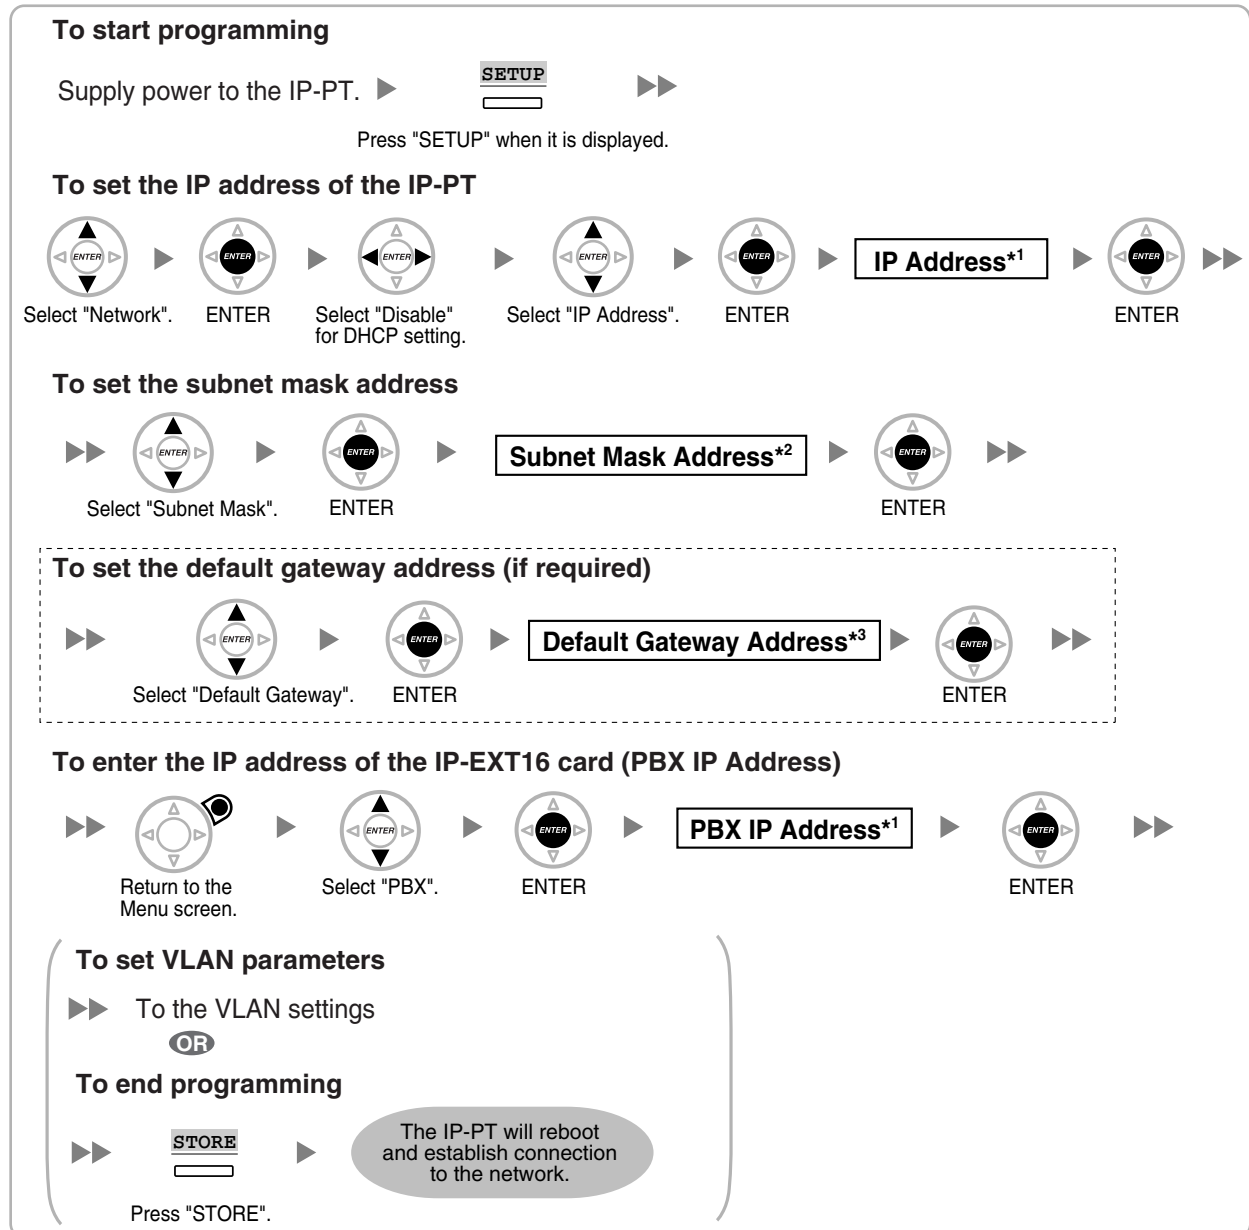 To start programming
Supply power to the IP-PT.
SETUP
Press "SETUP" when it is displayed.
To set the IP address of the IP-PT
ENTER ENTER ENTER ENTER ENTER IP Address*1 ENTER
Select "Network". ENTER Select "Disable" Select "IP Address". ENTER ENTER
for DHCP setting.
To set the subnet mask address
ENTER ENTER Subnet Mask Address*2 ENTER
Select "Subnet Mask". ENTER ENTER
To set the default gateway address (if required)
ENTER ENTER Default Gateway Address*3 ENTER
Select "Default Gateway". ENTER ENTER
To enter the IP address of the IP-EXT16 card (PBX IP Address)
ENTER ENTER PBX IP Address*1 ENTER
Return to the Select "PBX". ENTER ENTER
Menu screen.
To set VLAN parameters
To the VLAN settings
OR
To end programming
STORE
The IP-PT will reboot
and establish connection
to the network.
Press "STORE".